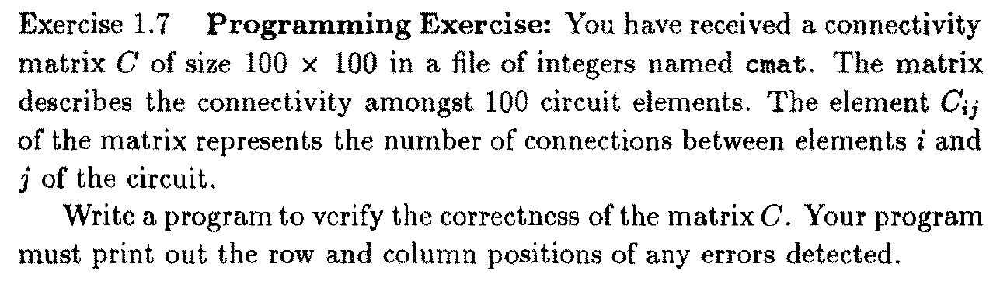 Exercise 1.7 Programming Exercise: You have received a connectivity
matrix C of size 100 × 100 in a file of integers named cmat. The matrix
describes the connectivity amongst 100 circuit elements. The element Cij
of the matrix represents the number of connections between elements i and
j of the circuit.
Write a program to verify the correctness of the matrix C. Your program
must print out the row and column positions of any errors detected.